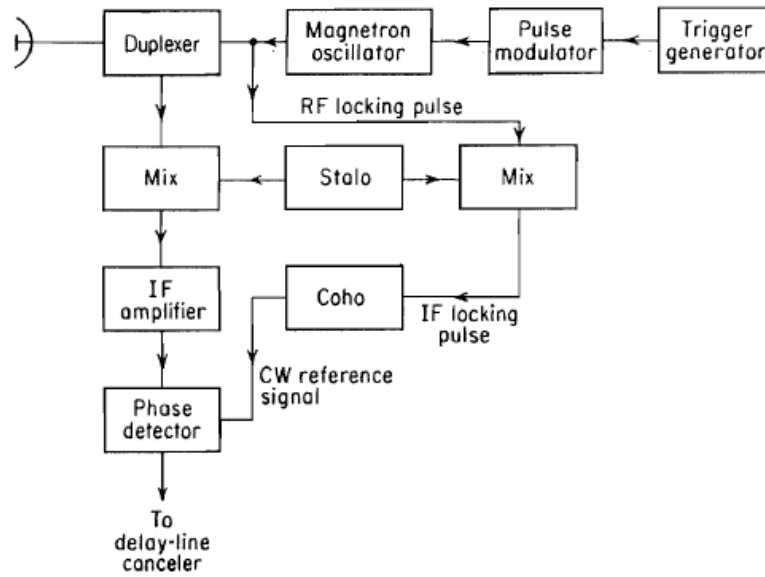 Duplexer
Magnetron
oscillator
Pulse
modulator
Trigger
generator
RF locking pulse
Mix
Stalo
Mix
IF
amplifier
Coho
IF locking
pulse
CW reference
signal
Phase
detector
To
delay-line
canceler